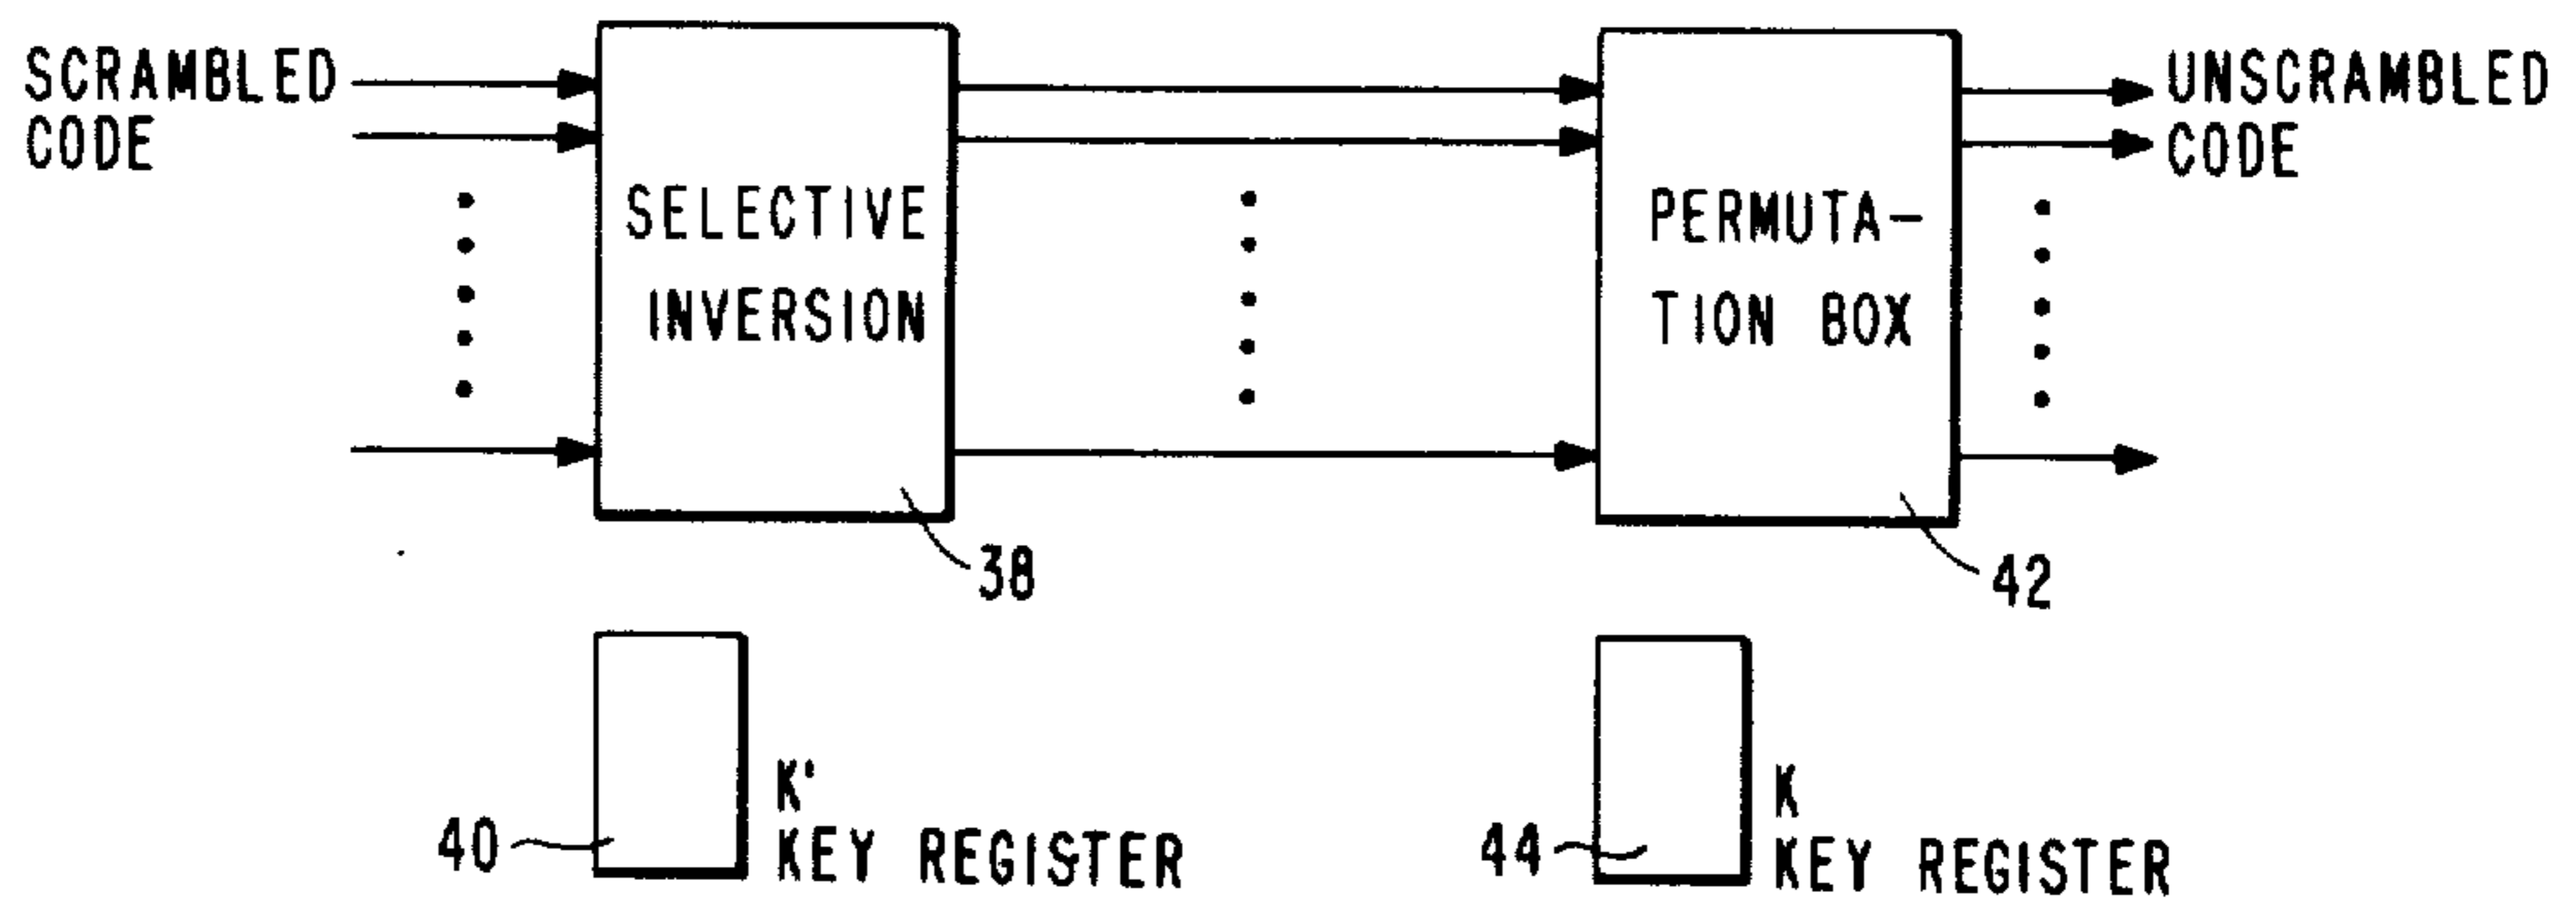 SCRAMBLED
CODE
SELECTIVE
INVERSION
PERMUTA-
TION BOX
UNSCRAMBLED
CODE
38
42
40
K'
KEY REGISTER
44
K
KEY REGISTER